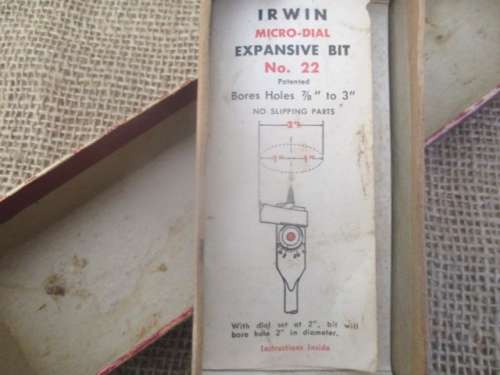 IRWIN
MICRO-DIAL
EXPANSIVE BIT
No. 22
Patented
Bores Holes 7/8" to 3"
NO SLIPPING PARTS
2"
1" 1"
With dial set at 2", bit will
bore hole 2" in diameter.
Instructions Inside